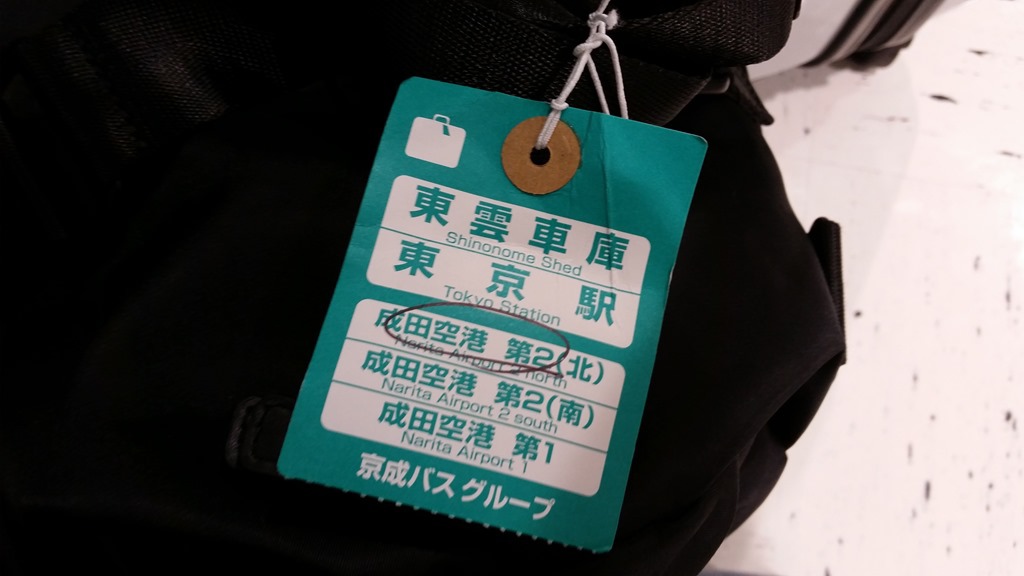 東雲車庫
Shinonome Shed
東京駅
Tokyo Station
成田空港 第2(北)
Narita Airport 2 north
成田空港 第2(南)
Narita Airport 2 south
成田空港 第1
Narita Airport 1
京成バスグループ